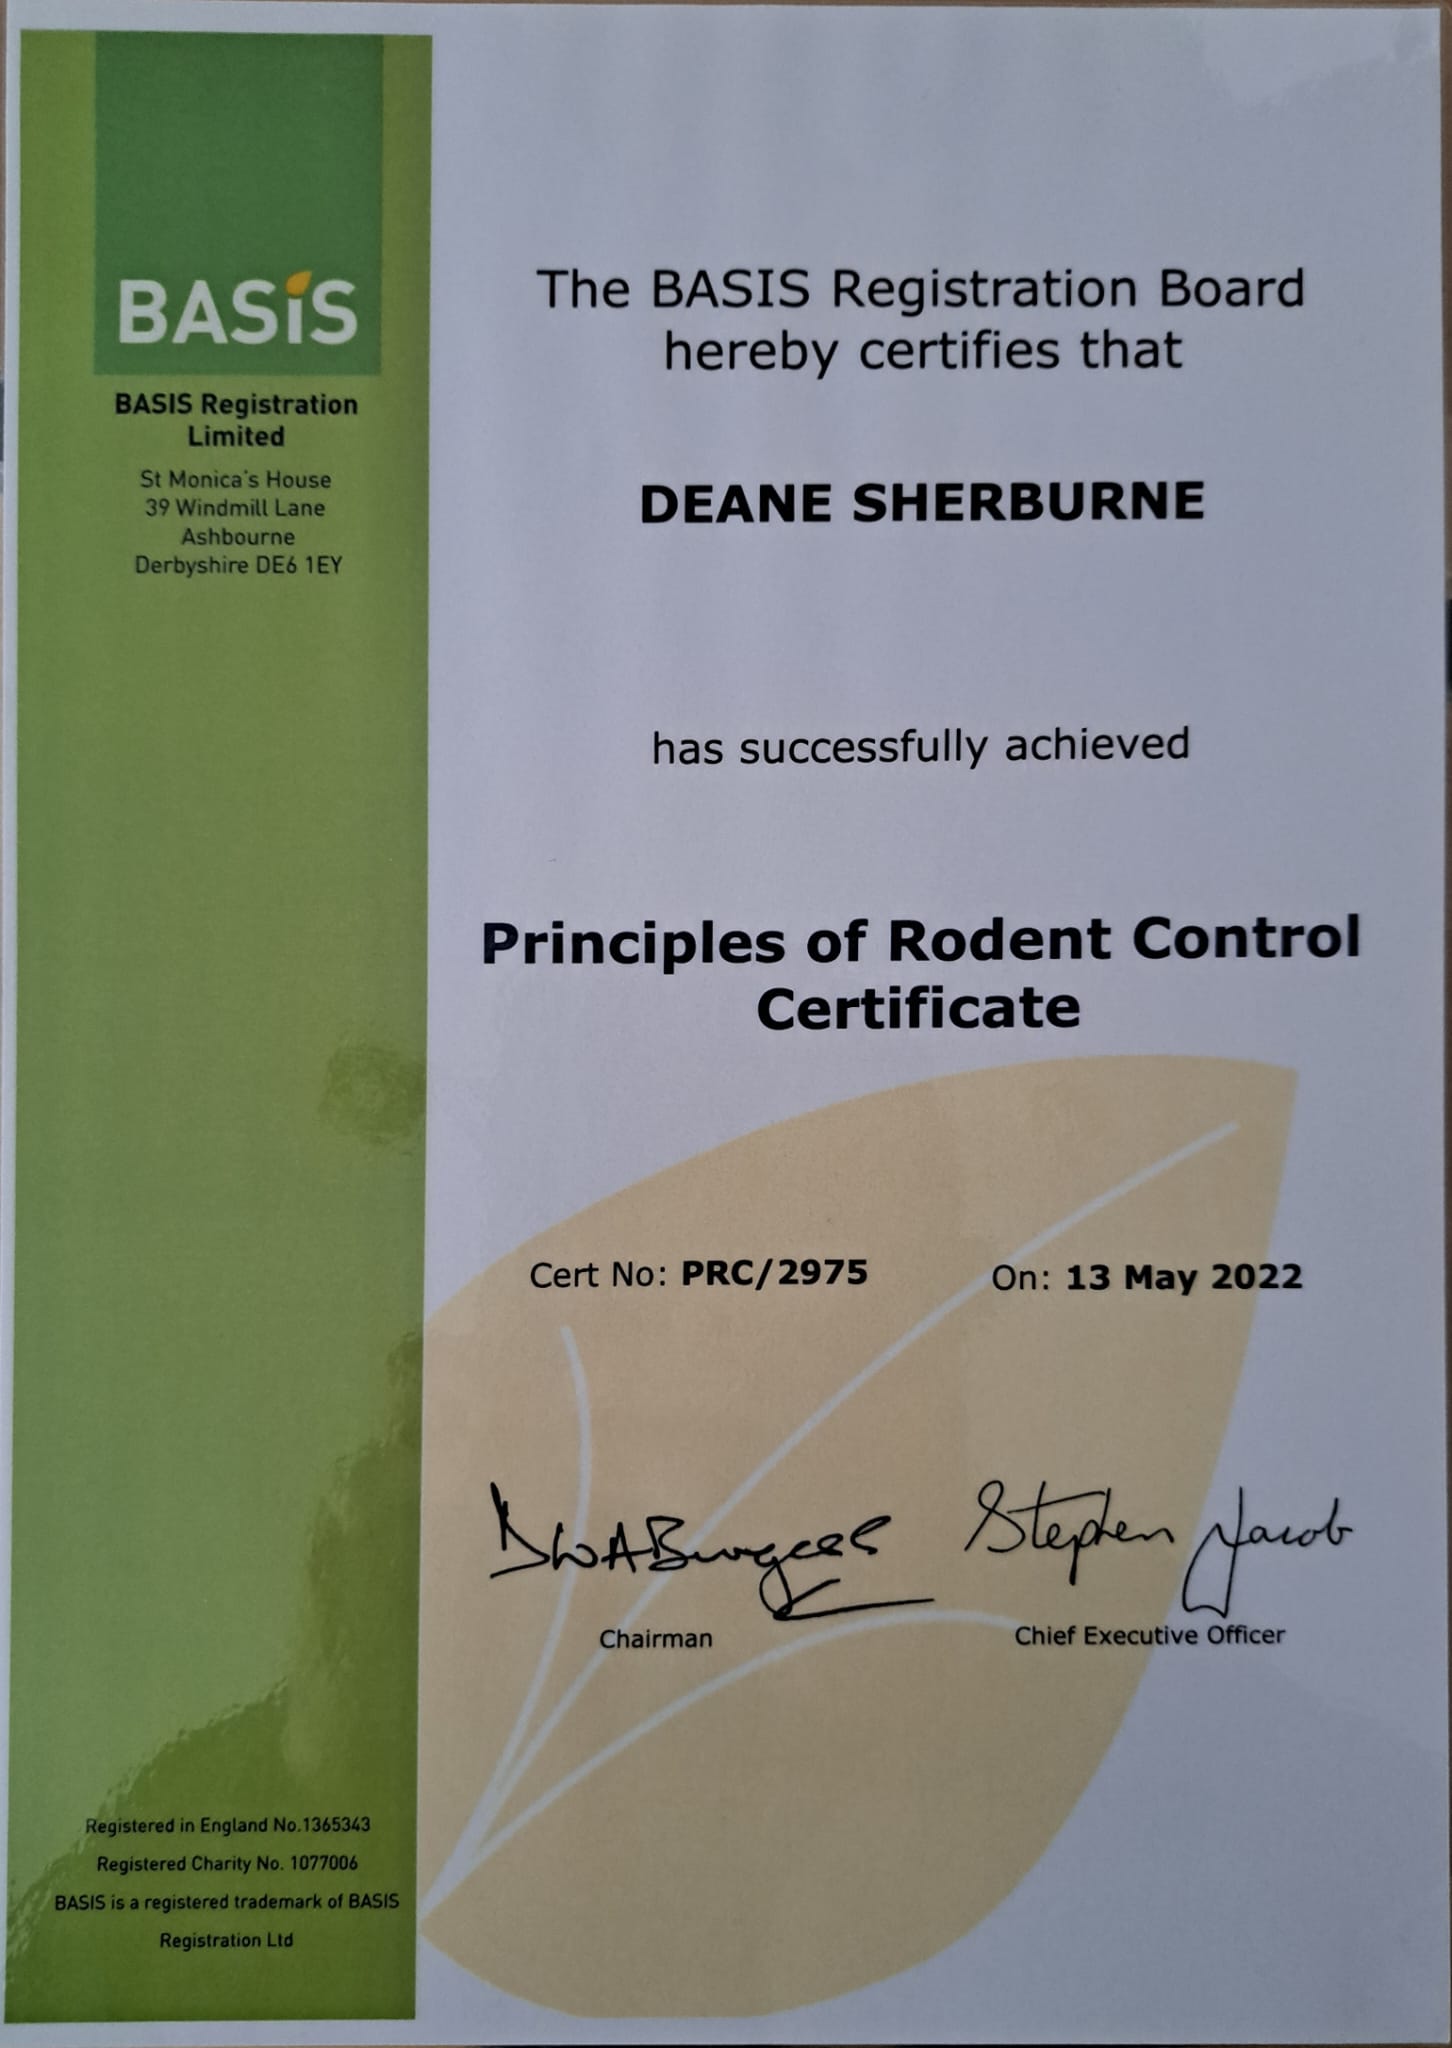 BASIS
BASIS Registration
Limited
St Monica's House
39 Windmill Lane
Ashbourne
Derbyshire DE6 1EY
The BASIS Registration Board
hereby certifies that
DEANE SHERBURNE
has successfully achieved
Principles of Rodent Control
Certificate
Cert No: PRC/2975 On: 13 May 2022
DWABurgess Stephen Jacob
Chairman Chief Executive Officer
Registered in England No.1365343
Registered Charity No. 1077006
BASIS is a registered trademark of BASIS
Registration Ltd